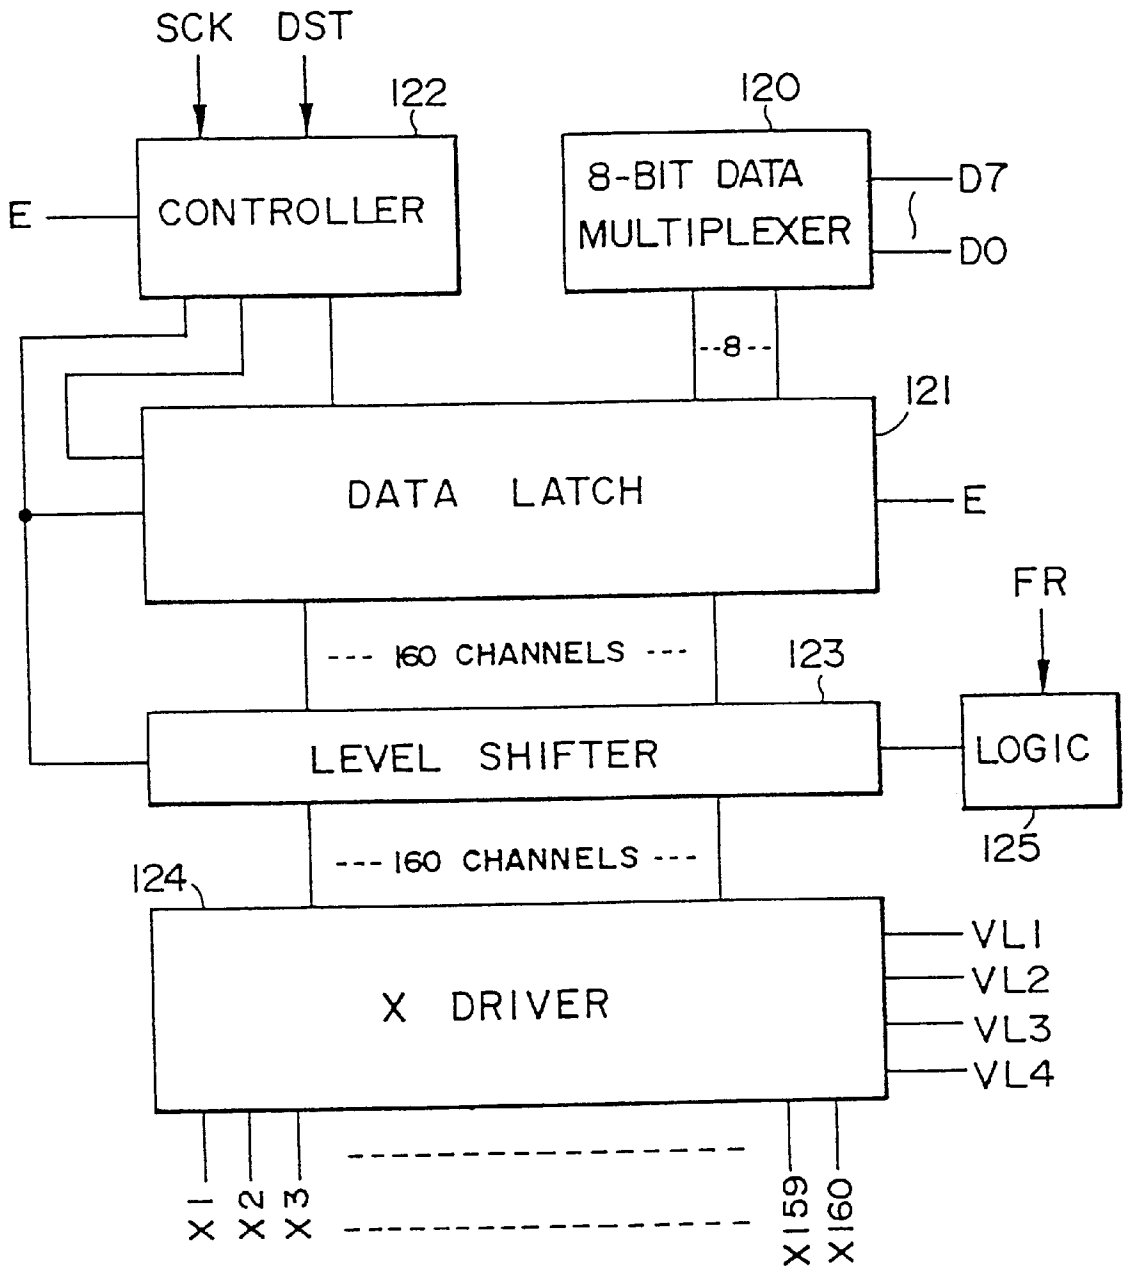 SCK DST
122
120
E
CONTROLLER
8-BIT DATA
MULTIPLEXER
D7
D0
--8--
121
DATA LATCH
E
FR
--- 160 CHANNELS ---
123
LEVEL SHIFTER
LOGIC
125
--- 160 CHANNELS ---
124
X DRIVER
VL1
VL2
VL3
VL4
X1
X2
X3
X159
X160